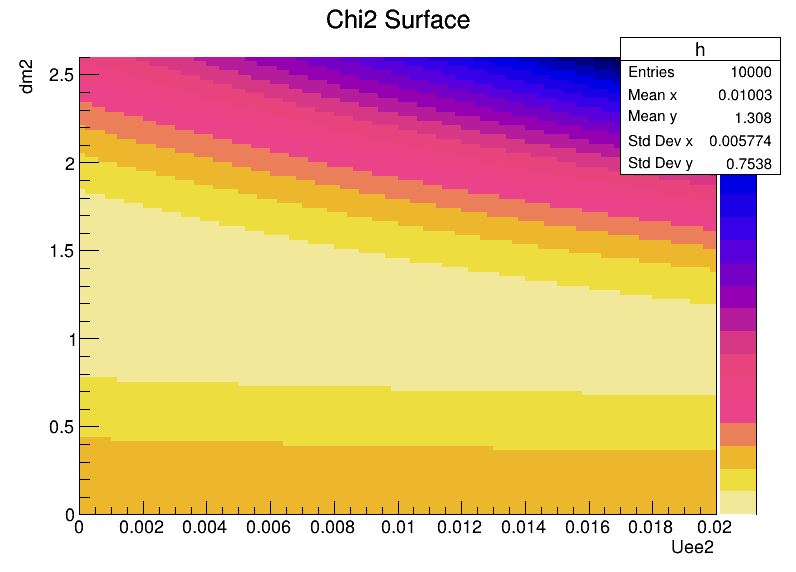 Chi2 Surface
h
Entries 10000
Mean x 0.01003
Mean y 1.308
Std Dev x 0.005774
Std Dev y 0.7538
dm2
2.5
2
1.5
1
0.5
0
0 0.002 0.004 0.006 0.008 0.01 0.012 0.014 0.016 0.018 0.02
Uee2